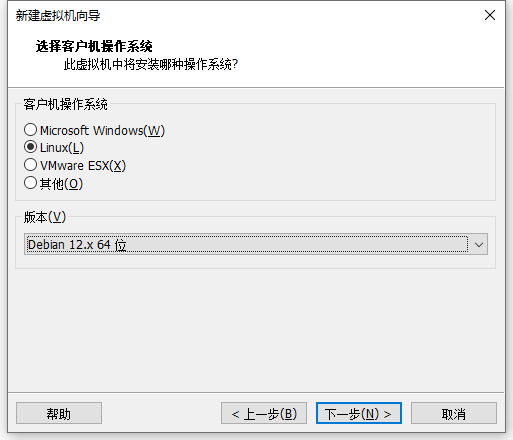 新建虚拟机向导
选择客户机操作系统
此虚拟机中将安装哪种操作系统?
客户机操作系统
Microsoft Windows(W)
Linux(L)
VMware ESX(X)
其他(O)
版本(V)
Debian 12.x 64 位
帮助
< 上一步(B)
下一步(N) >
取消